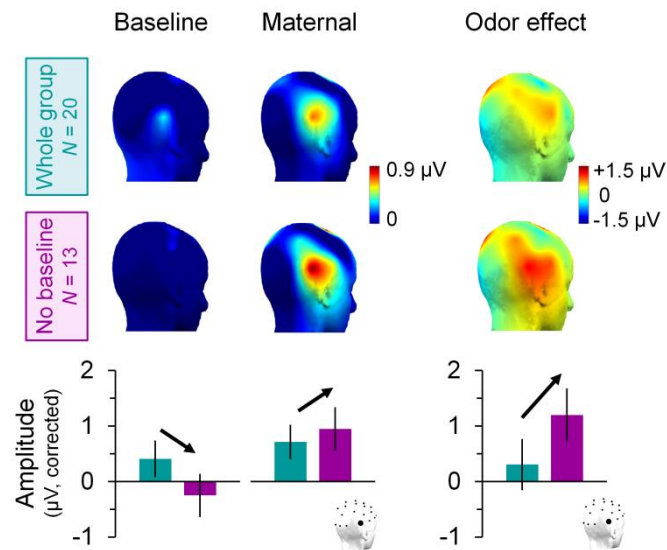 Baseline
Maternal
Odor effect
Whole group
N = 20
0.9 µV
0
+1.5 µV
0
-1.5 µV
No baseline
N = 13
Amplitude
(µV, corrected)
2
1
0
-1
2
1
0
-1